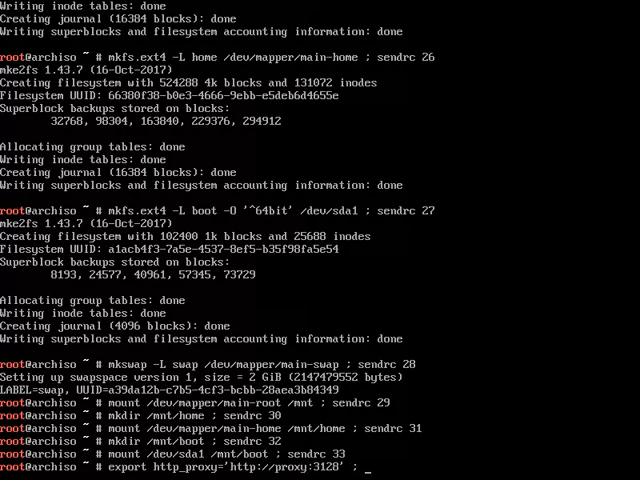 Writing inode tables: done
Creating journal (16384 blocks): done
Writing superblocks and filesystem accounting information: done
root@archiso ~ # mkfs.ext4 -L home /dev/mapper/main-home ; sendrc 26
mke2fs 1.43.7 (16-Oct-2017)
Creating filesystem with 524288 4k blocks and 131072 inodes
Filesystem UUID: 66380f38-b0e3-4666-9ebb-e5deb6d4655e
Superblock backups stored on blocks:
32768, 98304, 163840, 229376, 294912
Allocating group tables: done
Writing inode tables: done
Creating journal (16384 blocks): done
Writing superblocks and filesystem accounting information: done
root@archiso ~ # mkfs.ext4 -L boot -O '^64bit' /dev/sda1 ; sendrc 27
mke2fs 1.43.7 (16-Oct-2017)
Creating filesystem with 102400 1k blocks and 25688 inodes
Filesystem UUID: a1acb4f3-7a5e-4537-8ef5-b35f98fa5e54
Superblock backups stored on blocks:
8193, 24577, 40961, 57345, 73729
Allocating group tables: done
Writing inode tables: done
Creating journal (4096 blocks): done
Writing superblocks and filesystem accounting information: done
root@archiso ~ # mkswap -L swap /dev/mapper/main-swap ; sendrc 28
Setting up swapspace version 1, size = 2 GiB (2147479552 bytes)
LABEL=swap, UUID=a39da12b-c7b5-4cf3-bcbb-28aea3b84349
root@archiso ~ # mount /dev/mapper/main-root /mnt ; sendrc 29
root@archiso ~ # mkdir /mnt/home ; sendrc 30
root@archiso ~ # mount /dev/mapper/main-home /mnt/home ; sendrc 31
root@archiso ~ # mkdir /mnt/boot ; sendrc 32
root@archiso ~ # mount /dev/sda1 /mnt/boot ; sendrc 33
root@archiso ~ # export http_proxy='http://proxy:3128' ; _